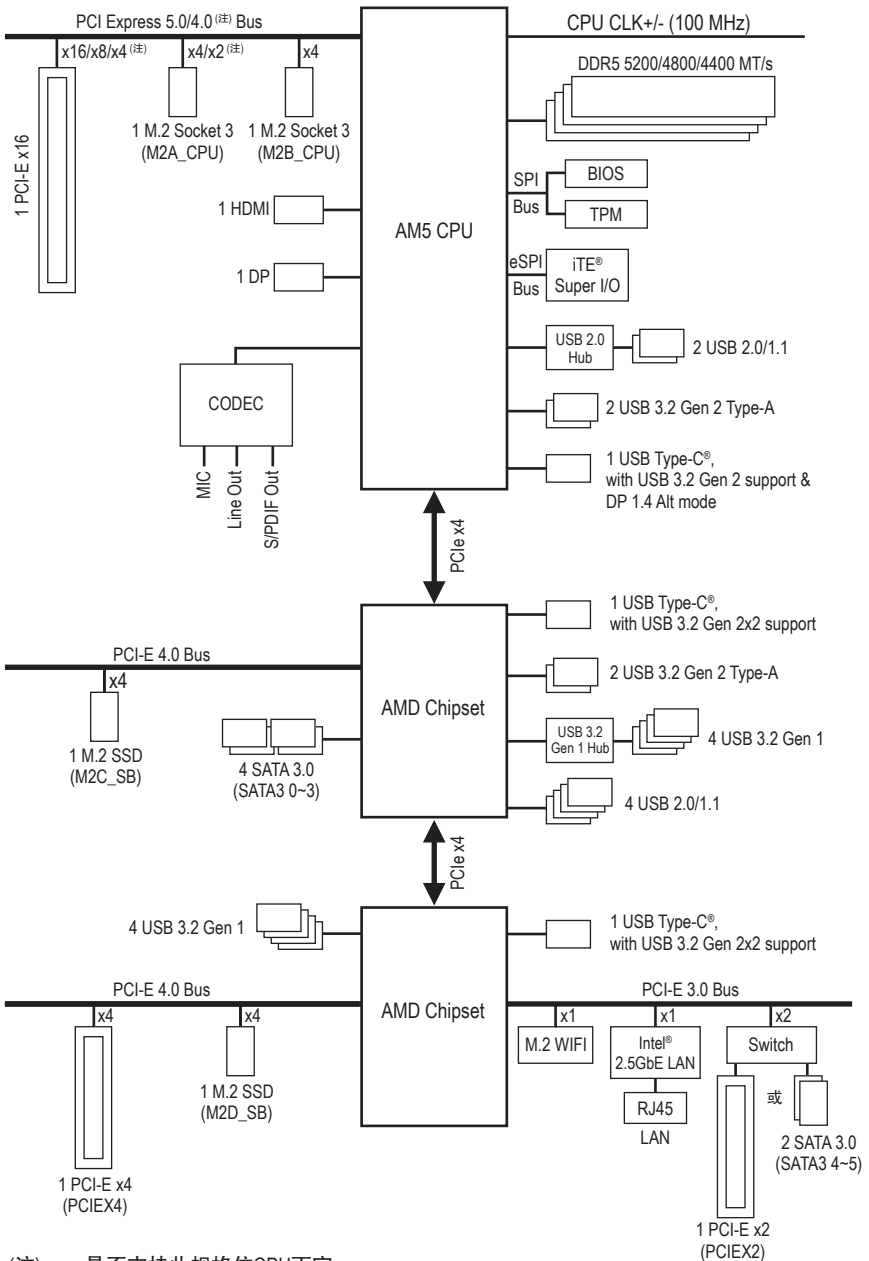 PCI Express 5.0/4.0 (注) Bus
CPU CLK+/- (100 MHz)
x16/x8/x4 (注)
x4/x2 (注)
x4
DDR5 5200/4800/4400 MT/s
1 PCI-E x16
1 M.2 Socket 3
(M2A_CPU)
1 M.2 Socket 3
(M2B_CPU)
SPI
Bus
BIOS
TPM
1 HDMI
AM5 CPU
1 DP
eSPI
Bus
iTE®
Super I/O
USB 2.0
Hub
2 USB 2.0/1.1
CODEC
2 USB 3.2 Gen 2 Type-A
MIC
Line Out
S/PDIF Out
1 USB Type-C®,
with USB 3.2 Gen 2 support &
DP 1.4 Alt mode
PCIe x4
1 USB Type-C®,
with USB 3.2 Gen 2x2 support
PCI-E 4.0 Bus
x4
2 USB 3.2 Gen 2 Type-A
AMD Chipset
1 M.2 SSD
(M2C_SB)
4 SATA 3.0
(SATA3 0~3)
USB 3.2
Gen 1 Hub
4 USB 3.2 Gen 1
4 USB 2.0/1.1
PCIe x4
4 USB 3.2 Gen 1
1 USB Type-C®,
with USB 3.2 Gen 2x2 support
PCI-E 4.0 Bus
AMD Chipset
PCI-E 3.0 Bus
x4
x4
x1
x1
x2
M.2 WIFI
Intel®
2.5GbE LAN
Switch
1 M.2 SSD
(M2D_SB)
RJ45
LAN
或
2 SATA 3.0
(SATA3 4~5)
1 PCI-E x4
(PCIEX4)
1 PCI-E x2
(PCIEX2)